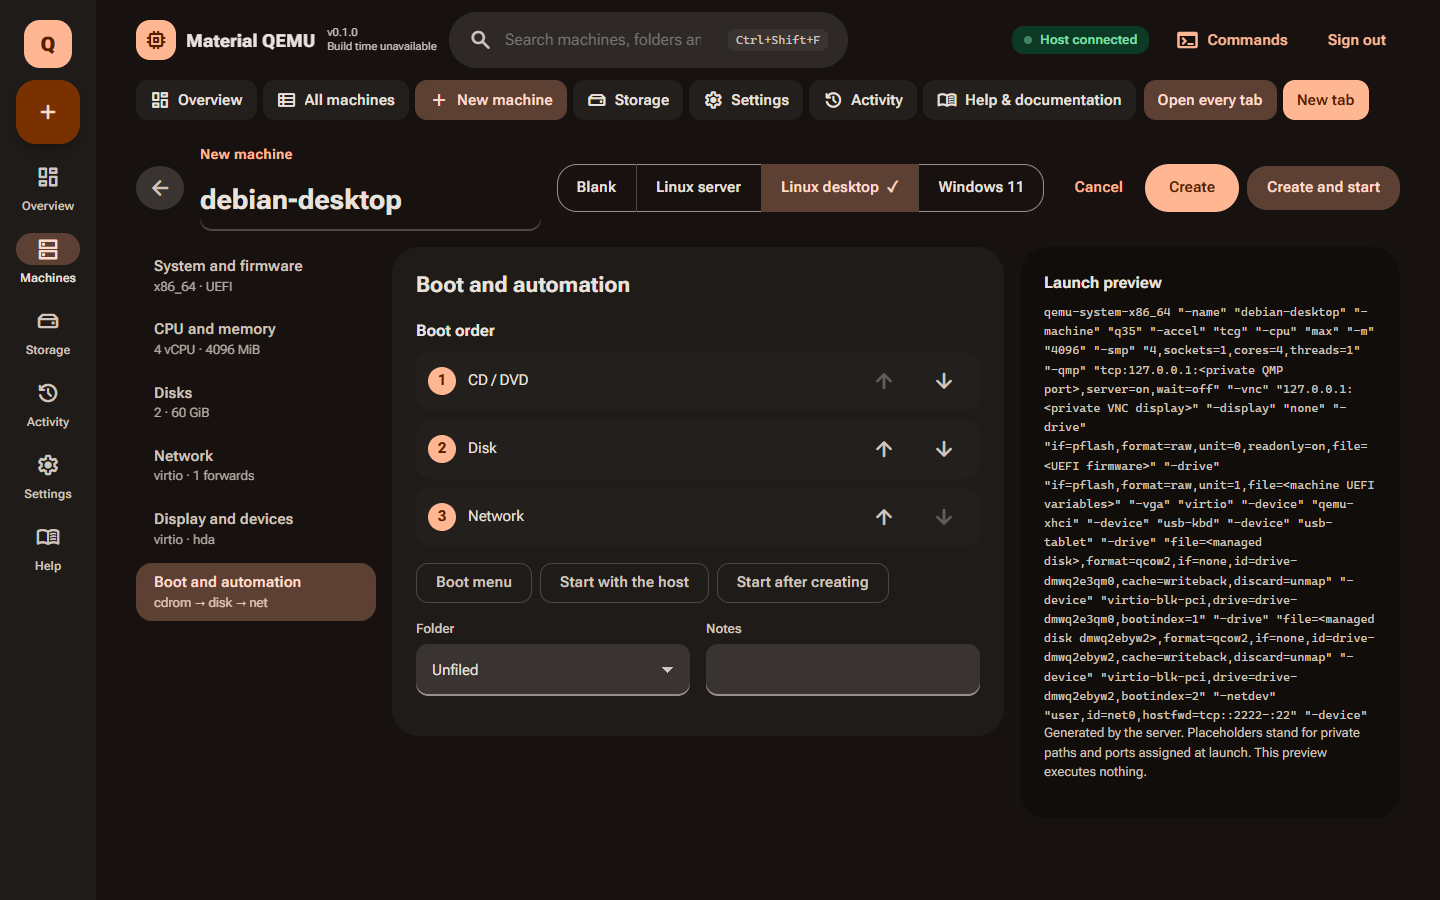 Q
Material QEMU
v0.1.0
Build time unavailable
Search machines, folders an
Ctrl+Shift+F
Host connected
Commands
Sign out
Overview
All machines
New machine
Storage
Settings
Activity
Help & documentation
Open every tab
New tab
Overview
Machines
Storage
Activity
Settings
Help
New machine
debian-desktop
Blank
Linux server
Linux desktop ✓
Windows 11
Cancel
Create
Create and start
System and firmware
x86_64 · UEFI
CPU and memory
4 vCPU · 4096 MiB
Disks
2 · 60 GiB
Network
virtio · 1 forwards
Display and devices
virtio · hda
Boot and automation
cdrom → disk → net
Boot and automation
Boot order
1 CD / DVD
2 Disk
3 Network
Boot menu
Start with the host
Start after creating
Folder
Unfiled
Notes
Launch preview
qemu-system-x86_64 "-name" "debian-desktop" "-
machine" "q35" "-accel" "tcg" "-cpu" "max" "-m"
"4096" "-smp" "4,sockets=1,cores=4,threads=1"
"-qmp" "tcp:127.0.0.1:<private QMP
port>,server=on,wait=off" "-vnc" "127.0.0.1:
<private VNC display>" "-display" "none" "-
drive"
"if=pflash,format=raw,unit=0,readonly=on,file=
<UEFI firmware>" "-drive"
"if=pflash,format=raw,unit=1,file=<machine UEFI
variables>" "-vga" "virtio" "-device" "qemu-
xhci" "-device" "usb-kbd" "-device" "usb-
tablet" "-drive" "file=<managed
disk>,format=qcow2,if=none,id=drive-
dmwq2e3qm0,cache=writeback,discard=unmap" "-
device" "virtio-blk-pci,drive=drive-
dmwq2e3qm0,bootindex=1" "-drive" "file=<managed
disk dmwq2ebyw2>,format=qcow2,if=none,id=drive-
dmwq2ebyw2,cache=writeback,discard=unmap" "-
device" "virtio-blk-pci,drive=drive-
dmwq2ebyw2,bootindex=2" "-netdev"
"user,id=net0,hostfwd=tcp::2222-:22" "-device"
Generated by the server. Placeholders stand for private
paths and ports assigned at launch. This preview
executes nothing.